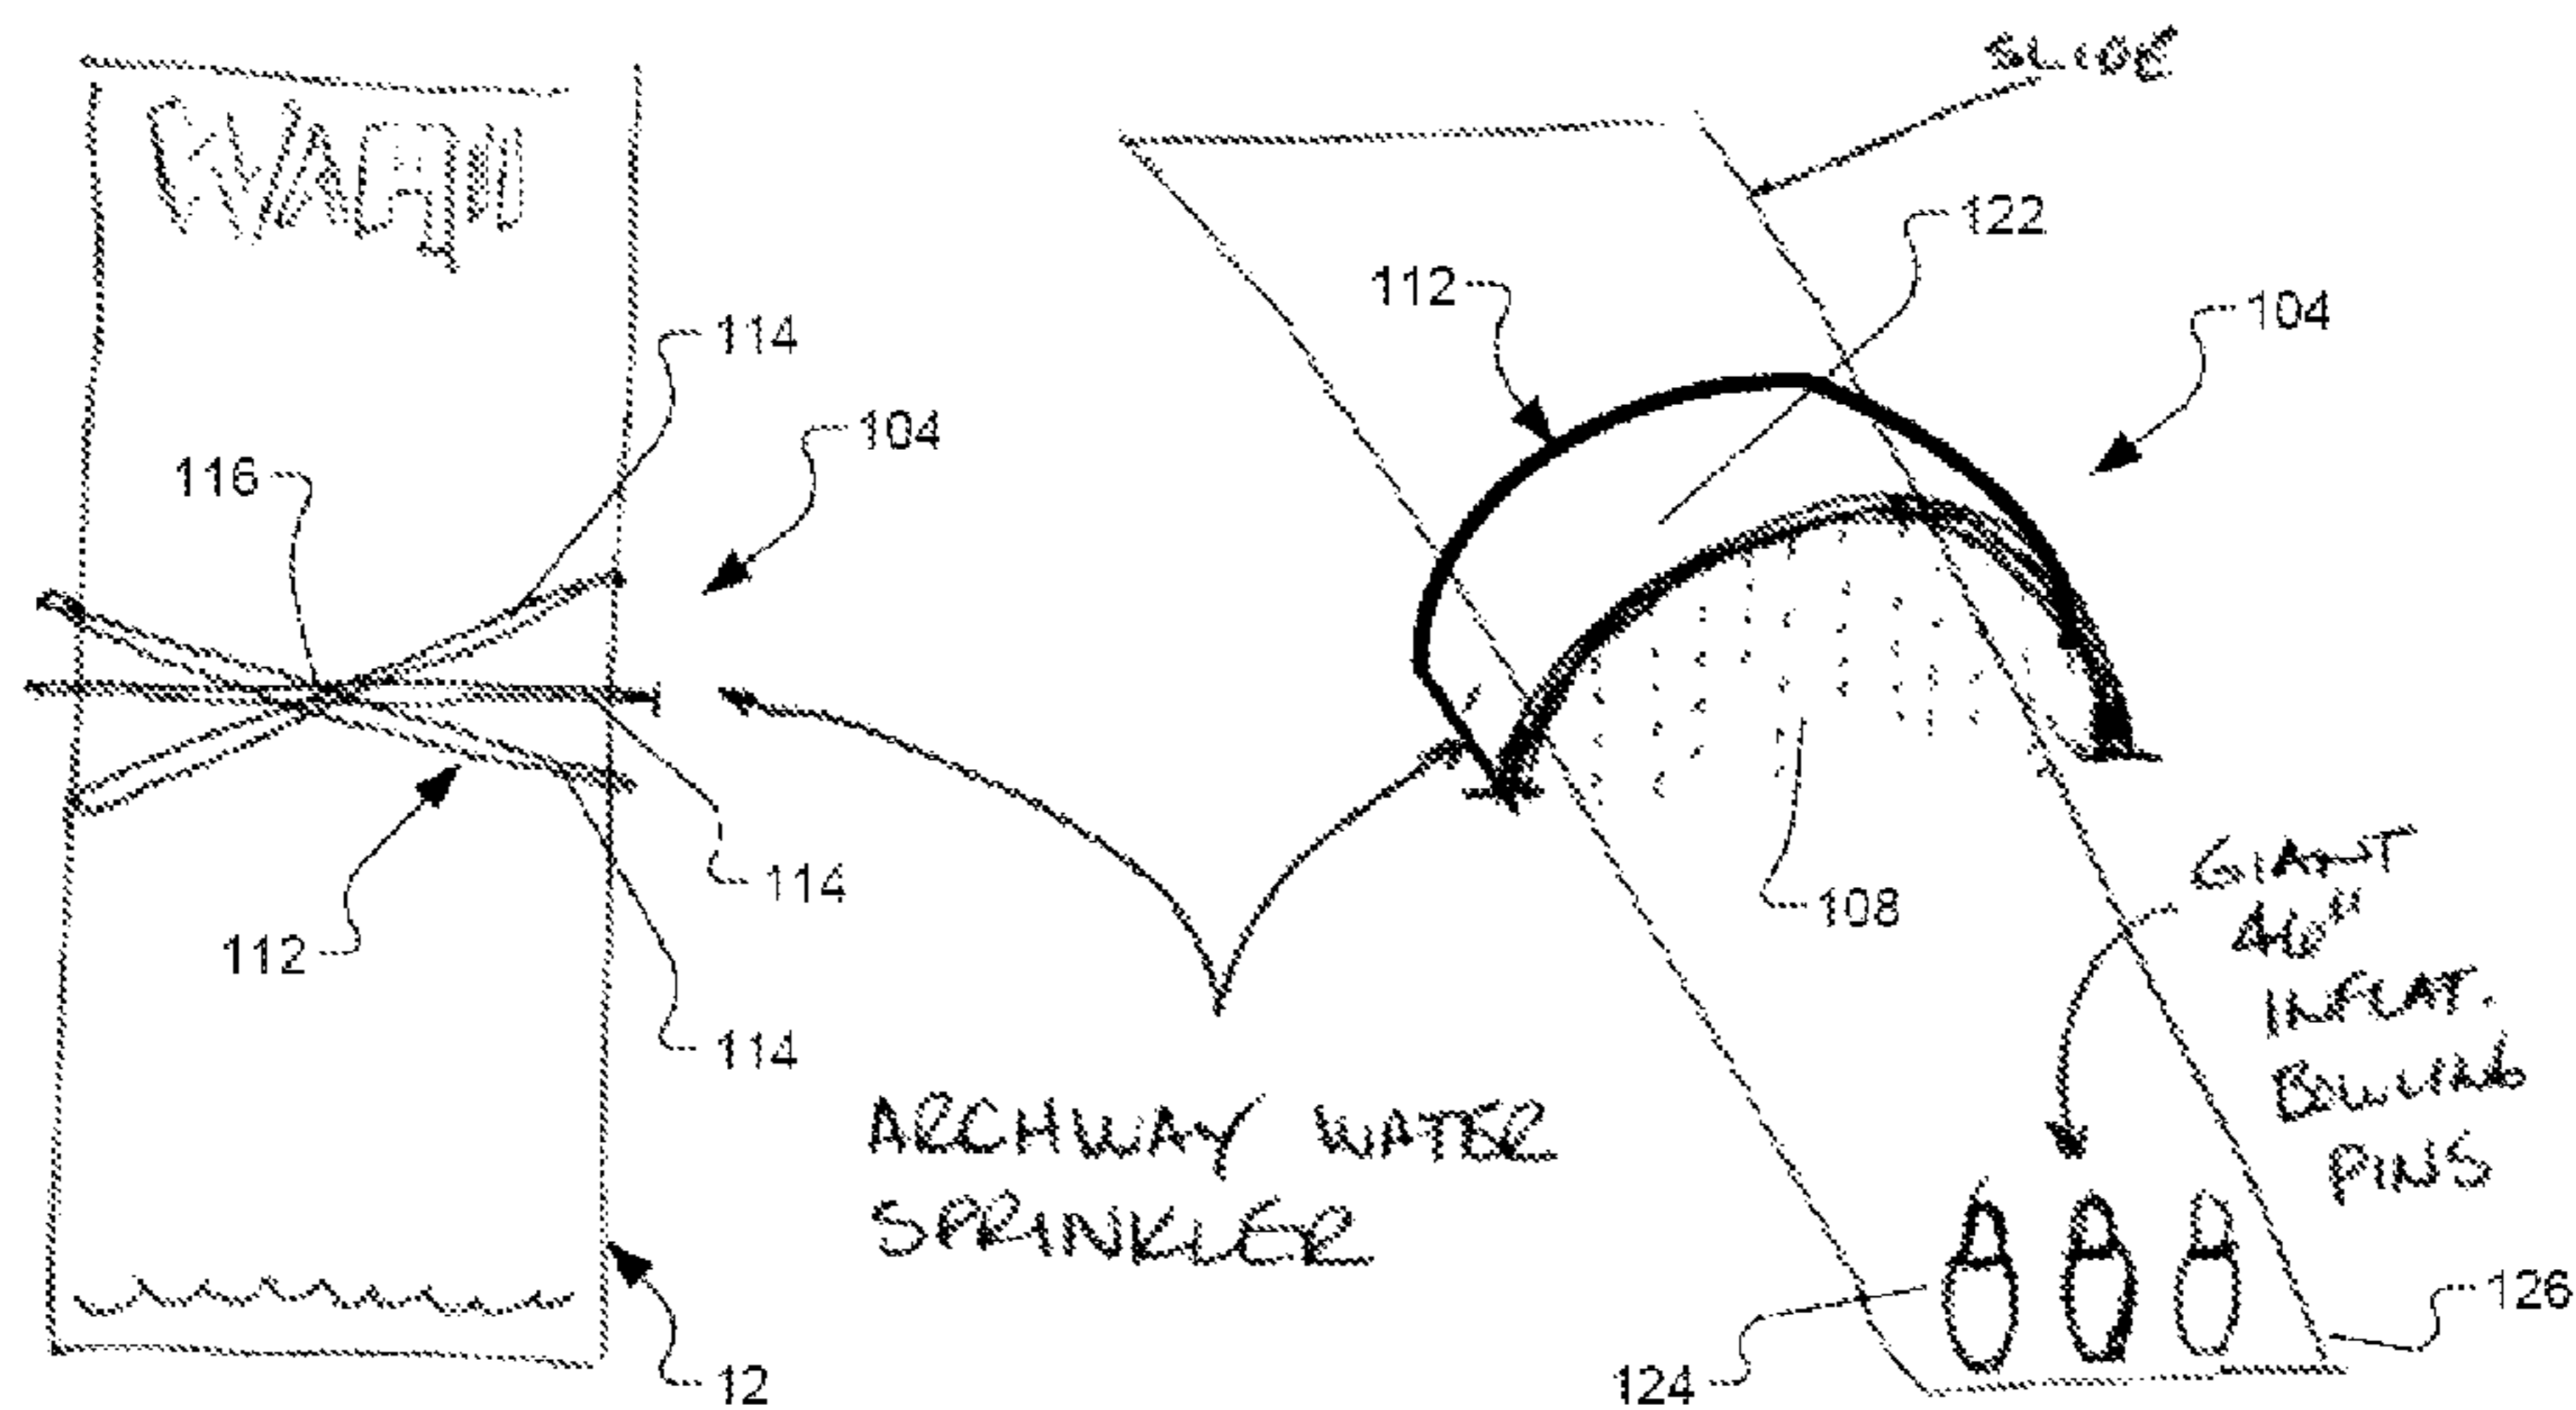 SLIDE
122
112
104
114
104
116
114
108
112
114
GIANT
46"
INFLAT.
BOWLING
PINS
ARCHWAY WATER
SPRINKLER
12
124
126